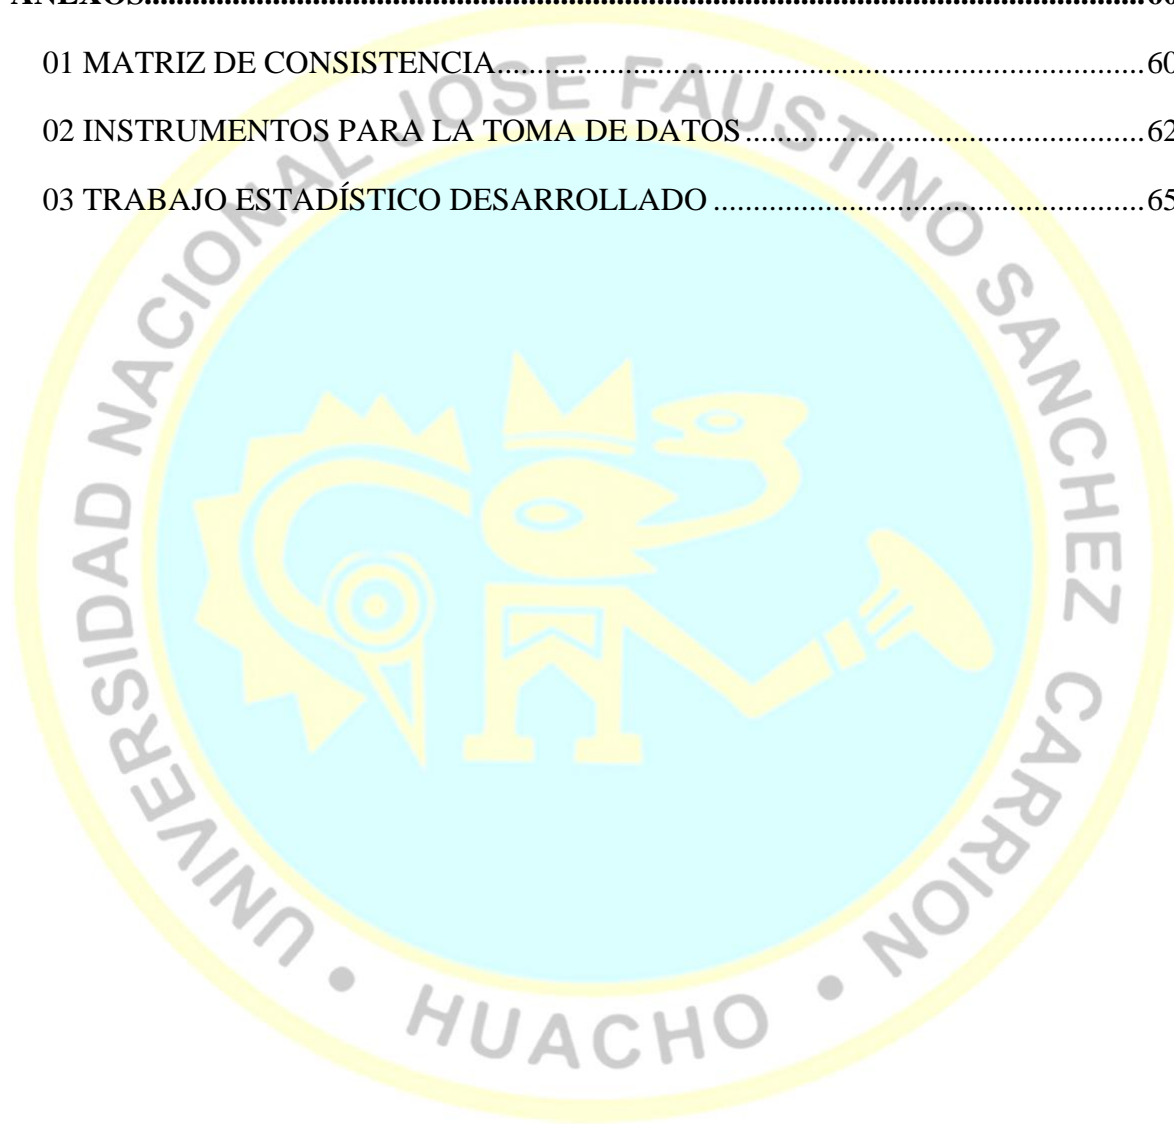 01 MATRIZ DE CONSISTENCIA 60
02 INSTRUMENTOS PARA LA TOMA DE DATOS 62
03 TRABAJO ESTADÍSTICO DESARROLLADO 65
UNIVERSIDAD NACIONAL JOSE FAUSTINO SANCHEZ CARRION
• HUACHO •